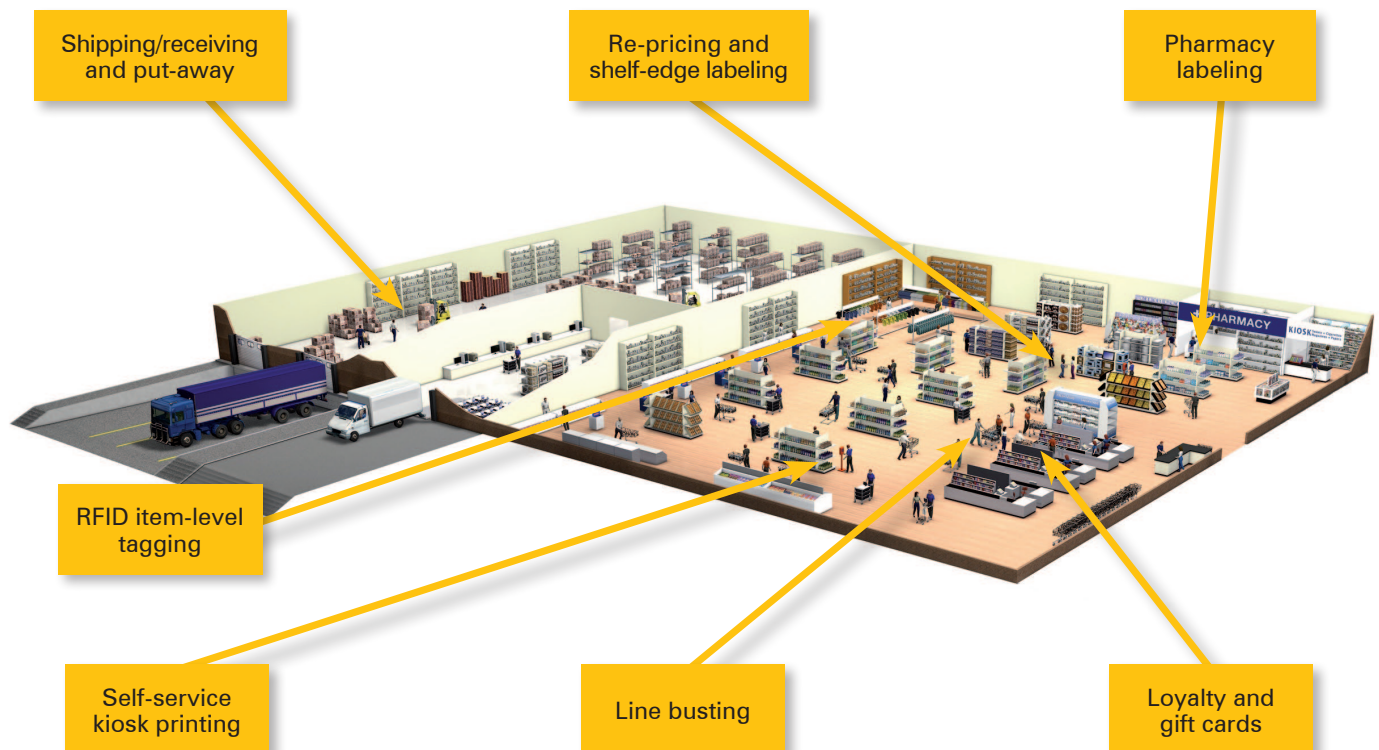 Shipping/receiving
and put-away
Re-pricing and
shelf-edge labeling
Pharmacy
labeling
PHARMACY
KIOSK
RFID item-level
tagging
Self-service
kiosk printing
Line busting
Loyalty and
gift cards